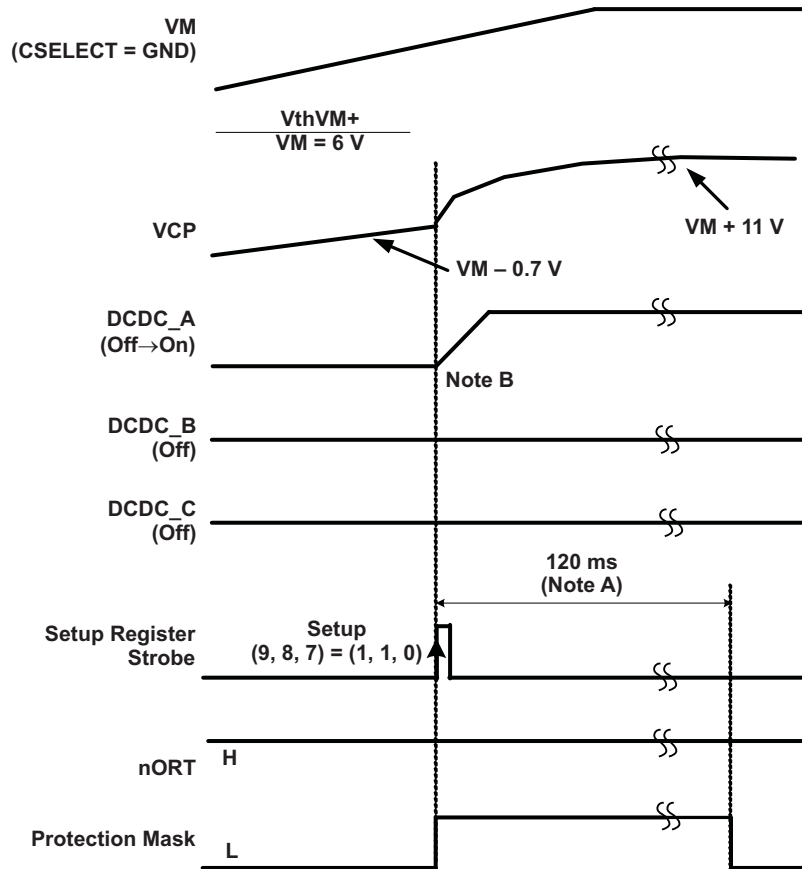 VM
(CSELECT = GND)
VthVM+
VM = 6 V
VCP
VM – 0.7 V
VM + 11 V
DCDC_A
(Off→On)
Note B
DCDC_B
(Off)
DCDC_C
(Off)
120 ms
(Note A)
Setup Register
Strobe
Setup
(9, 8, 7) = (1, 1, 0)
nORT
H
Protection Mask
L